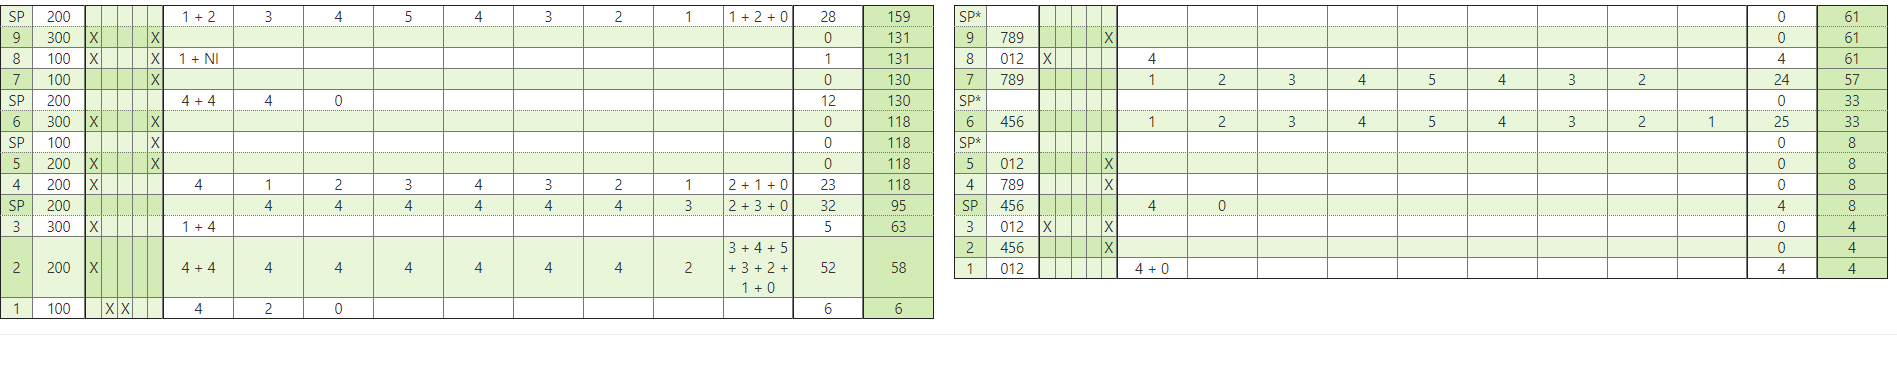 SP 200 1 + 2 3 4 5 4 3 2 1 1 + 2 + 0 28 159
9 300 X X 0 131
8 100 X X 1 + NI 1 131
7 100 X 0 130
SP 200 4 + 4 4 0 12 130
6 300 X X 0 118
SP 100 X 0 118
5 200 X X 0 118
4 200 X 4 1 2 3 4 3 2 1 2 + 1 + 0 23 118
SP 200 4 4 4 4 4 4 3 2 + 3 + 0 32 95
3 300 X 1 + 4 5 63
2 200 X 4 + 4 4 4 4 4 4 4 2 3 + 4 + 5 + 3 + 2 + 1 + 0 52 58
1 100 X X 4 2 0 6 6
SP* 0 61
9 789 X 0 61
8 012 X 4 4 61
7 789 1 2 3 4 5 4 3 2 24 57
SP* 0 33
6 456 1 2 3 4 5 4 3 2 1 25 33
SP* 0 8
5 012 X 0 8
4 789 X 0 8
SP 456 4 0 4 8
3 012 X X 0 4
2 456 X 0 4
1 012 4 + 0 4 4